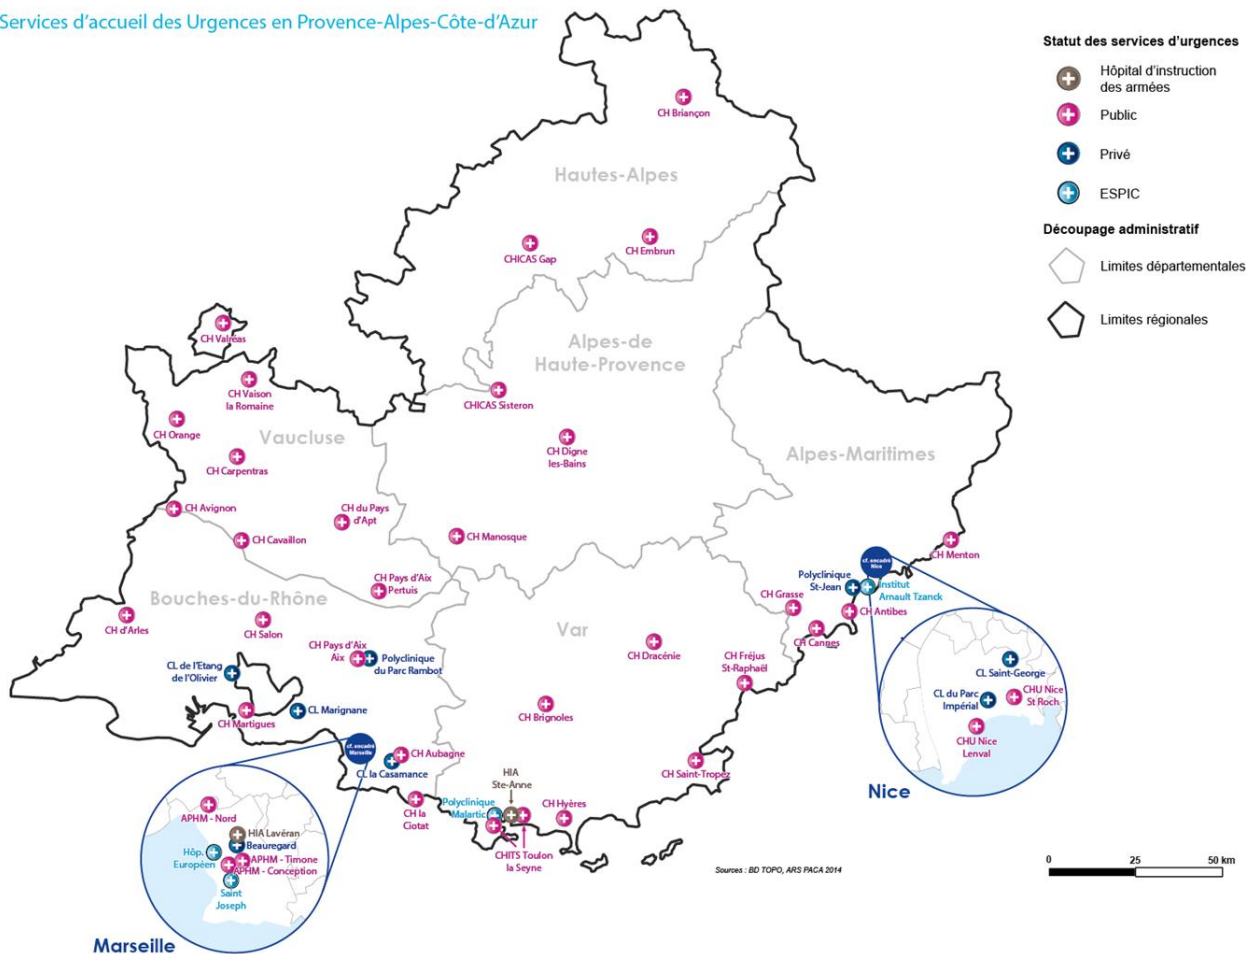 Services d'accueil des Urgences en Provence-Alpes-Côte-d'Azur
Statut des services d'urgences
Hôpital d'instruction
des armées
Public
Privé
ESPIC
Découpage administratif
Limites départementales
Limites régionales
CH Briançon
Hautes-Alpes
CHICAS Gap
CH Embrun
CH Valréas
Alpes-de
Haute-Provence
CH Vaison
la Romaine
CHICAS Sisteron
CH Orange
Vaucluse
CH Digne
les-Bains
CH Carpentras
Alpes-Maritimes
CH Avignon
CH du Pays
d'Apt
CH Cavaillon
CH Manosque
CH Menton
cf. encadré
Nice
CH Pays d'Aix
Pertuis
Polyclinique
St-Jean
Institut
Arnault Tzanck
Bouches-du-Rhône
CH Grasse
CH Antibes
CH d'Arles
CH Salon
Var
CH Cannes
CH Pays d'Aix
Aix
Polyclinique
du Parc Rambot
CH Dracénie
CH Fréjus
St-Raphaël
CL de l'Etang
de l'Olivier
CL Saint-George
CL du Parc
Impérial
CHU Nice
St Roch
CH Martigues
CL Marignane
CH Brignoles
CHU Nice
Lenval
cf. encadré
Marseille
CH Aubagne
CL la Casamance
CH Saint-Tropez
HIA
Ste-Anne
Nice
CH la
Ciotat
Polyclinique
Malartic
CH Hyères
APHM - Nord
HIA Lavéran
Beauregard
Hôp.
Européen
APHM - Timone
APHM - Conception
CHITS Toulon
la Seyne
Saint
Joseph
Sources : BD TOPO, ARS PACA 2014
0 25 50 km
Marseille